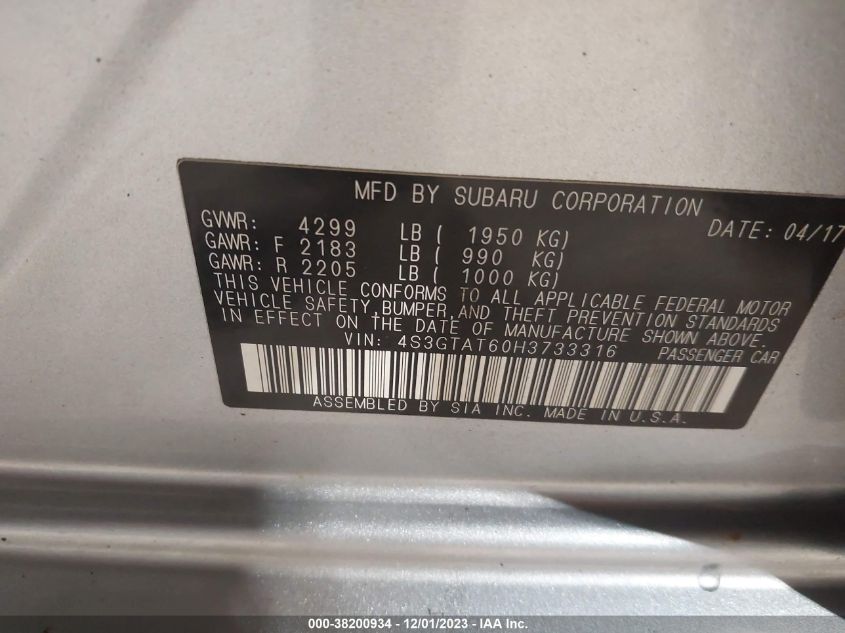 MFD BY SUBARU CORPORATION
DATE: 04/17
GVWR: 4299 LB ( 1950 KG)
GAWR: F 2183 LB ( 990 KG)
GAWR: R 2205 LB ( 1000 KG)
THIS VEHICLE CONFORMS TO ALL APPLICABLE FEDERAL MOTOR
VEHICLE SAFETY, BUMPER, AND THEFT PREVENTION STANDARDS
IN EFFECT ON THE DATE OF MANUFACTURE SHOWN ABOVE.
VIN: 4S3GTAT60H3733316 PASSENGER CAR
ASSEMBLED BY SIA INC. MADE IN U.S.A.
000-38200934 - 12/01/2023 - IAA Inc.